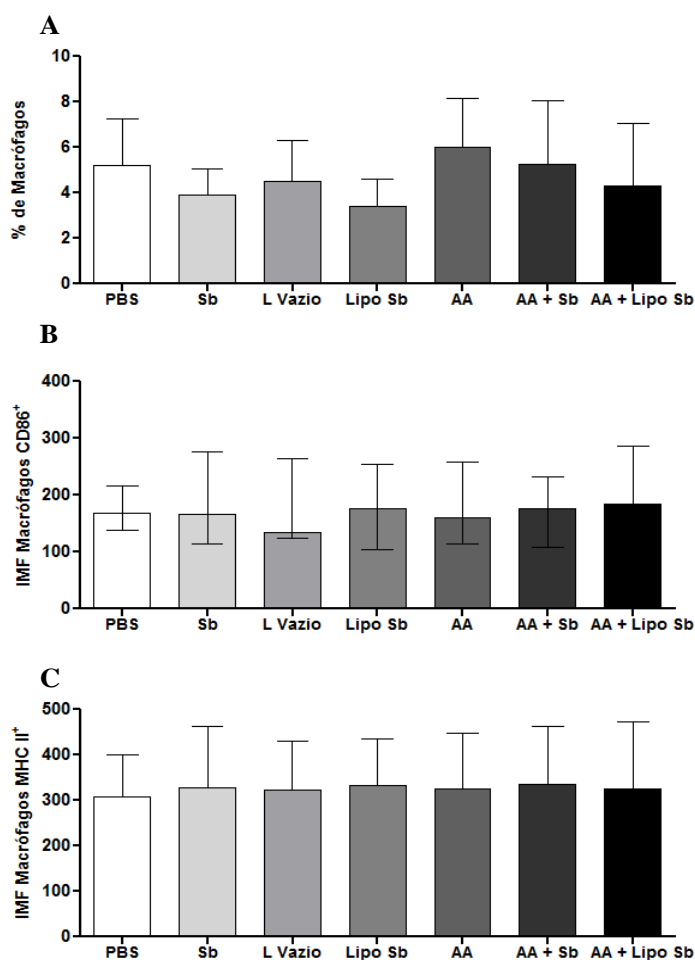 A
% de Macrófagos
10
8
6
4
2
0
PBS Sb L Vazio Lipo Sb AA AA + Sb AA + Lipo Sb
B
IMF Macrófagos CD86+
400
300
200
100
0
PBS Sb L Vazio Lipo Sb AA AA + Sb AA + Lipo Sb
C
IMF Macrófagos MHC II+
500
400
300
200
100
0
PBS Sb L Vazio Lipo Sb AA AA + Sb AA + Lipo Sb